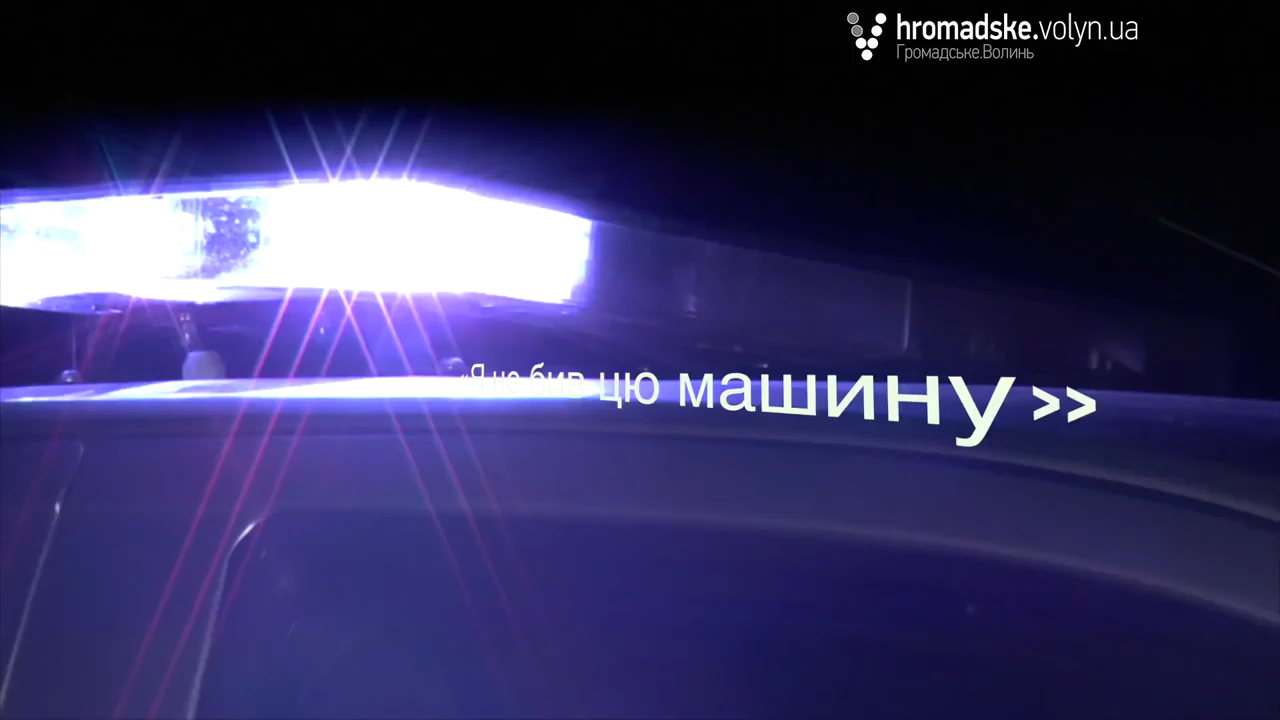 hromadske.volyn.ua
Громадське.Волинь
«Я не бив цю машину»